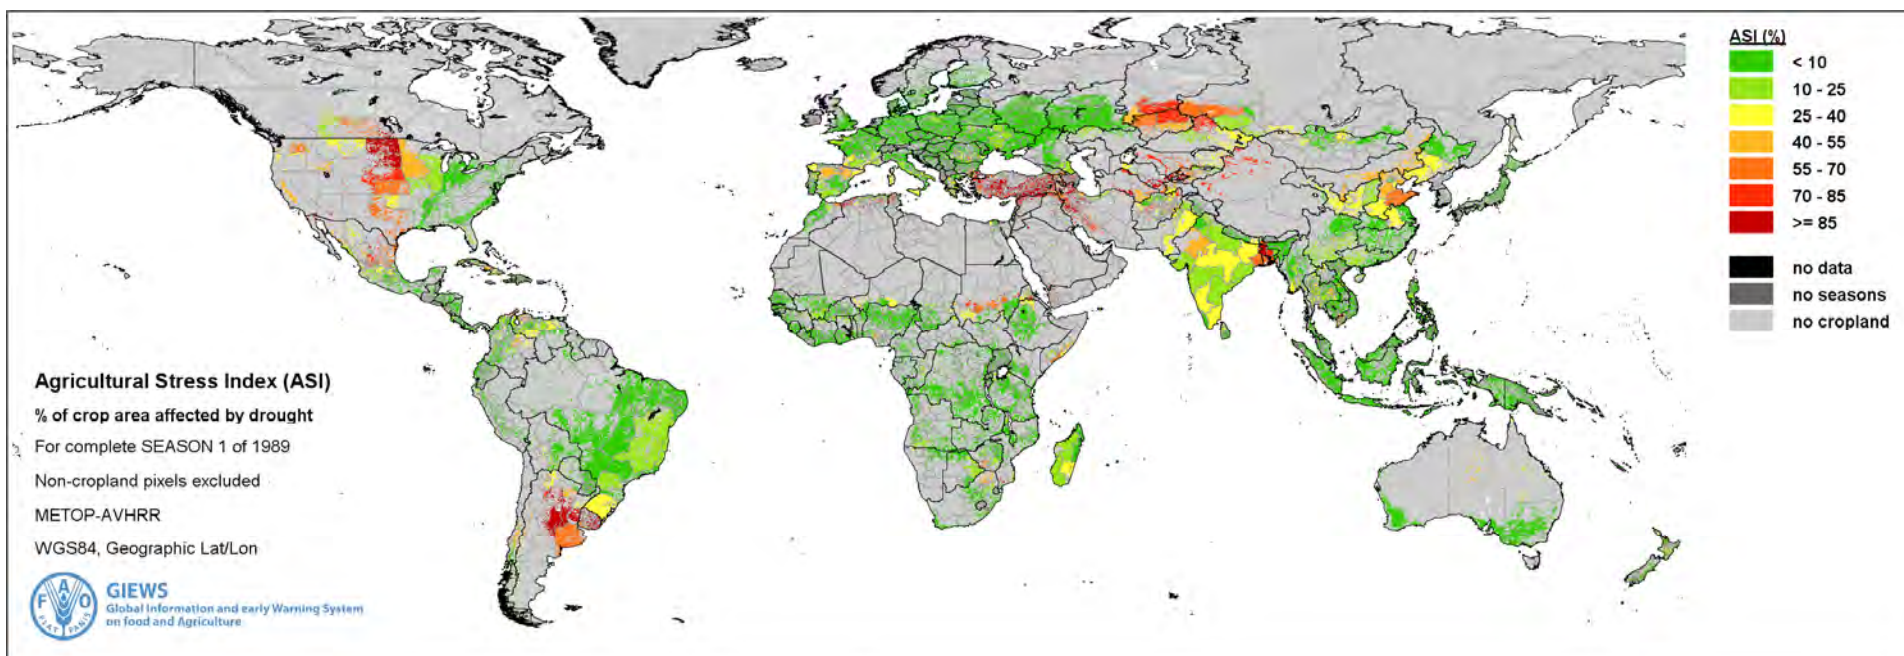 ASI (%)
< 10
10 - 25
25 - 40
40 - 55
55 - 70
70 - 85
>= 85
no data
no seasons
no cropland
Agricultural Stress Index (ASI)
% of crop area affected by drought
For complete SEASON 1 of 1989
Non-cropland pixels excluded
METOP-AVHRR
WGS84, Geographic Lat/Lon
F A O
FIAT PANIS
GIEWS
Global Information and early Warning System
on food and Agriculture